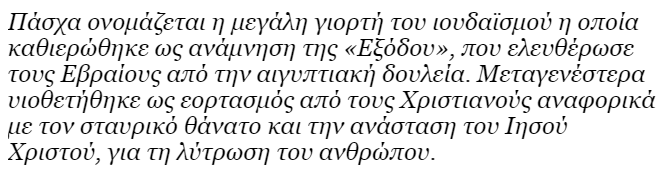 Πάσχα ονομάζεται η μεγάλη γιορτή του ιουδαϊσμού η οποία
καθιερώθηκε ως ανάμνηση της «Εξόδου», που ελευθέρωσε
τους Εβραίους από την αιγυπτιακή δουλεία. Μεταγενέστερα
υιοθετήθηκε ως εορτασμός από τους Χριστιανούς αναφορικά
με τον σταυρικό θάνατο και την ανάσταση του Ιησού
Χριστού, για τη λύτρωση του ανθρώπου.